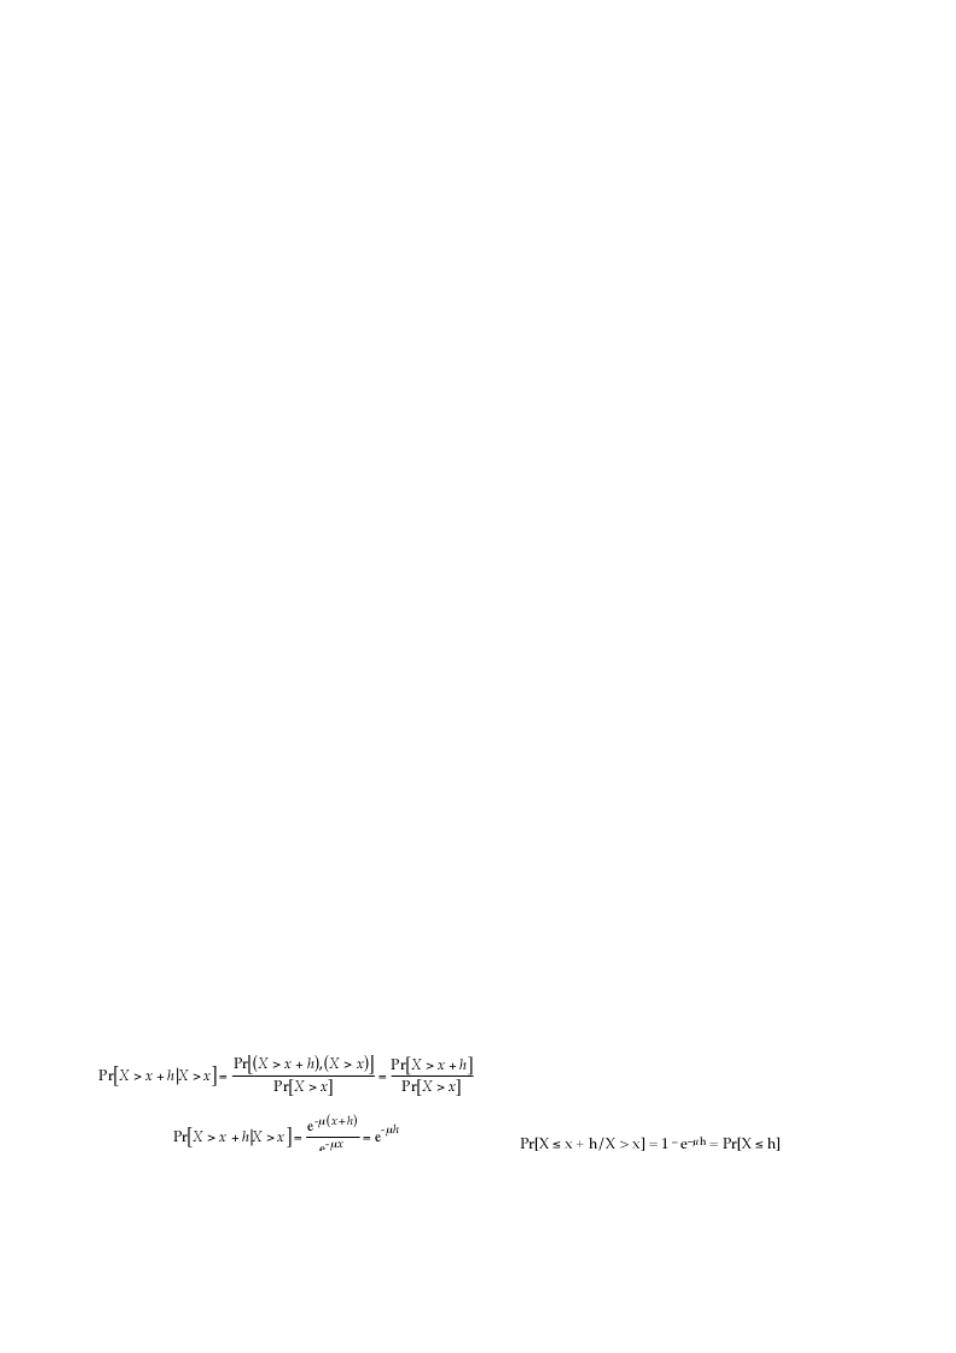 Pr[X > x + h|X > x] = Pr[(X > x + h),(X > x)] / Pr[X > x] = Pr[X > x + h] / Pr[X > x]
Pr[X > x + h|X > x] = e^-μ(x+h) / e^-μx = e^-μh
Pr[X ≤ x + h/X > x] = 1 – e^–μh = Pr[X ≤ h]